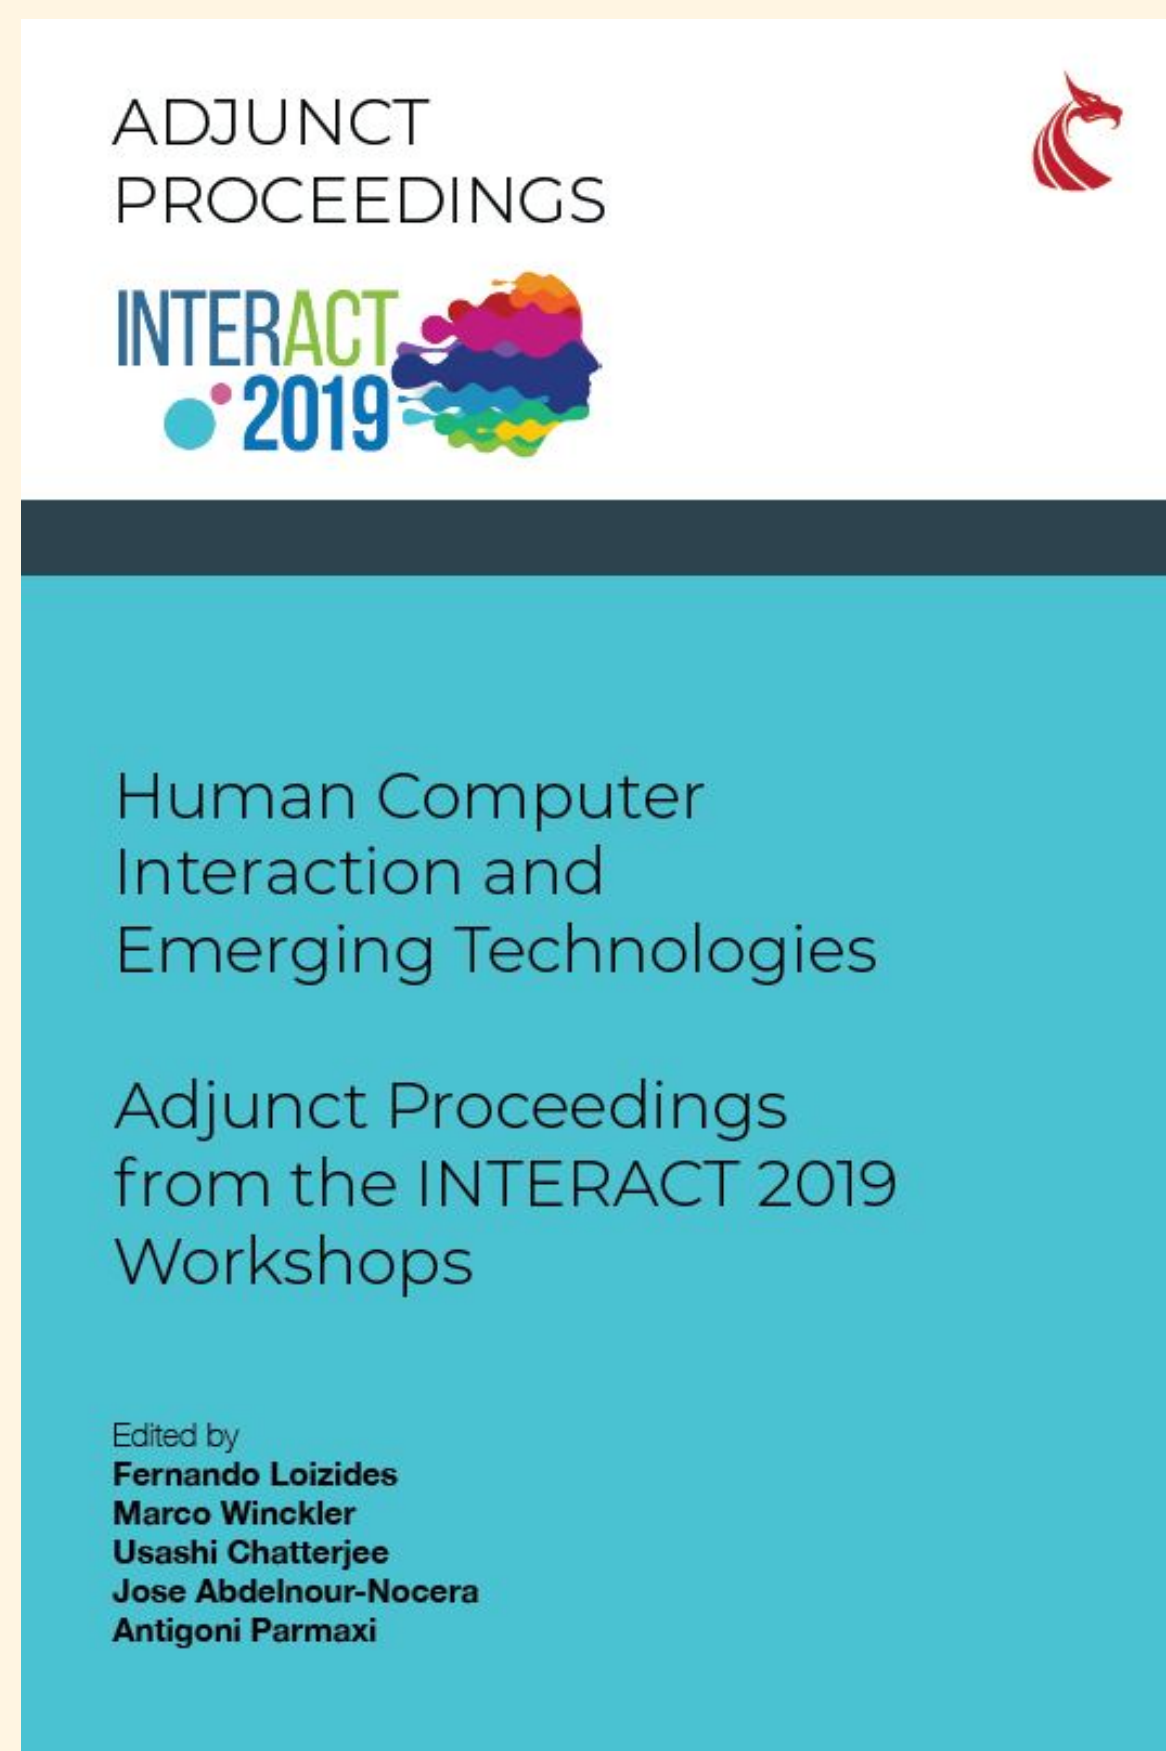 ADJUNCT
PROCEEDINGS
INTERACT
2019
Human Computer
Interaction and
Emerging Technologies
Adjunct Proceedings
from the INTERACT 2019
Workshops
Edited by
Fernando Loizides
Marco Winckler
Usashi Chatterjee
Jose Abdelnour-Nocera
Antigoni Parmaxi